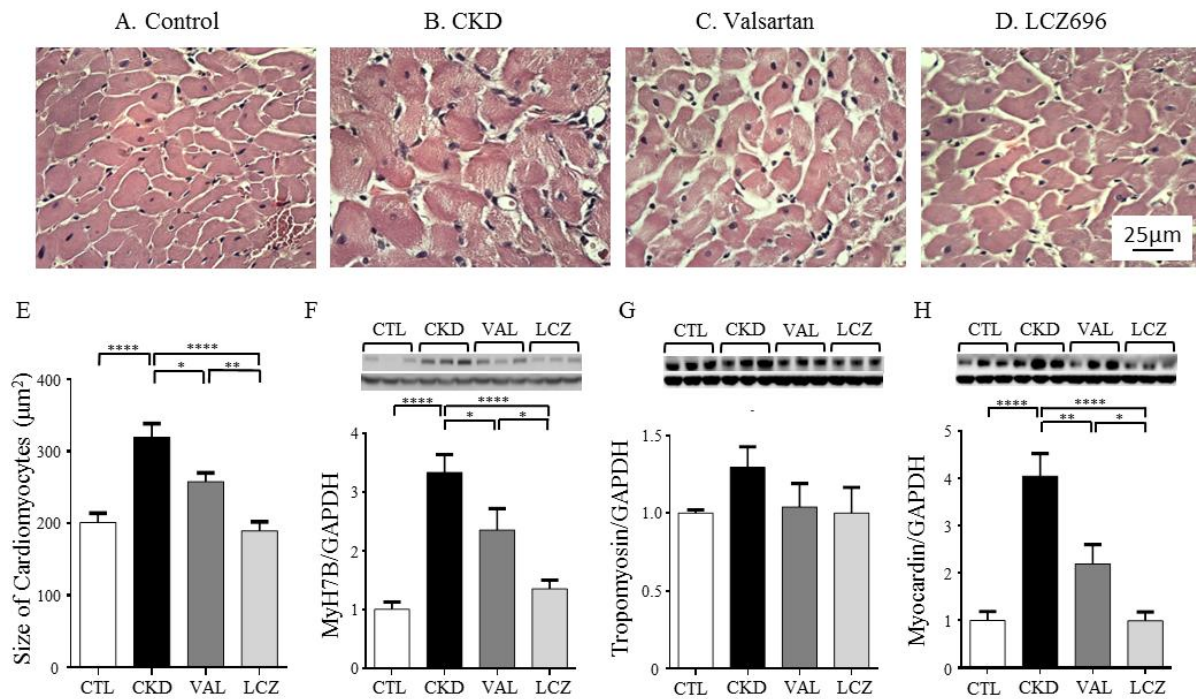 A. Control
B. CKD
C. Valsartan
D. LCZ696
25µm
E
****
****
*
**
Size of Cardiomyocytes (µm²)
400
300
200
100
0
CTL
CKD
VAL
LCZ
F
CTL
CKD
VAL
LCZ
****
****
*
*
MyH7B/GAPDH
4
3
2
1
0
CTL
CKD
VAL
LCZ
G
CTL
CKD
VAL
LCZ
-
Tropomyosin/GAPDH
1.5
1.0
0.5
0
CTL
CKD
VAL
LCZ
H
CTL
CKD
VAL
LCZ
****
****
**
*
Myocardin/GAPDH
5
4
3
2
1
0
CTL
CKD
VAL
LCZ